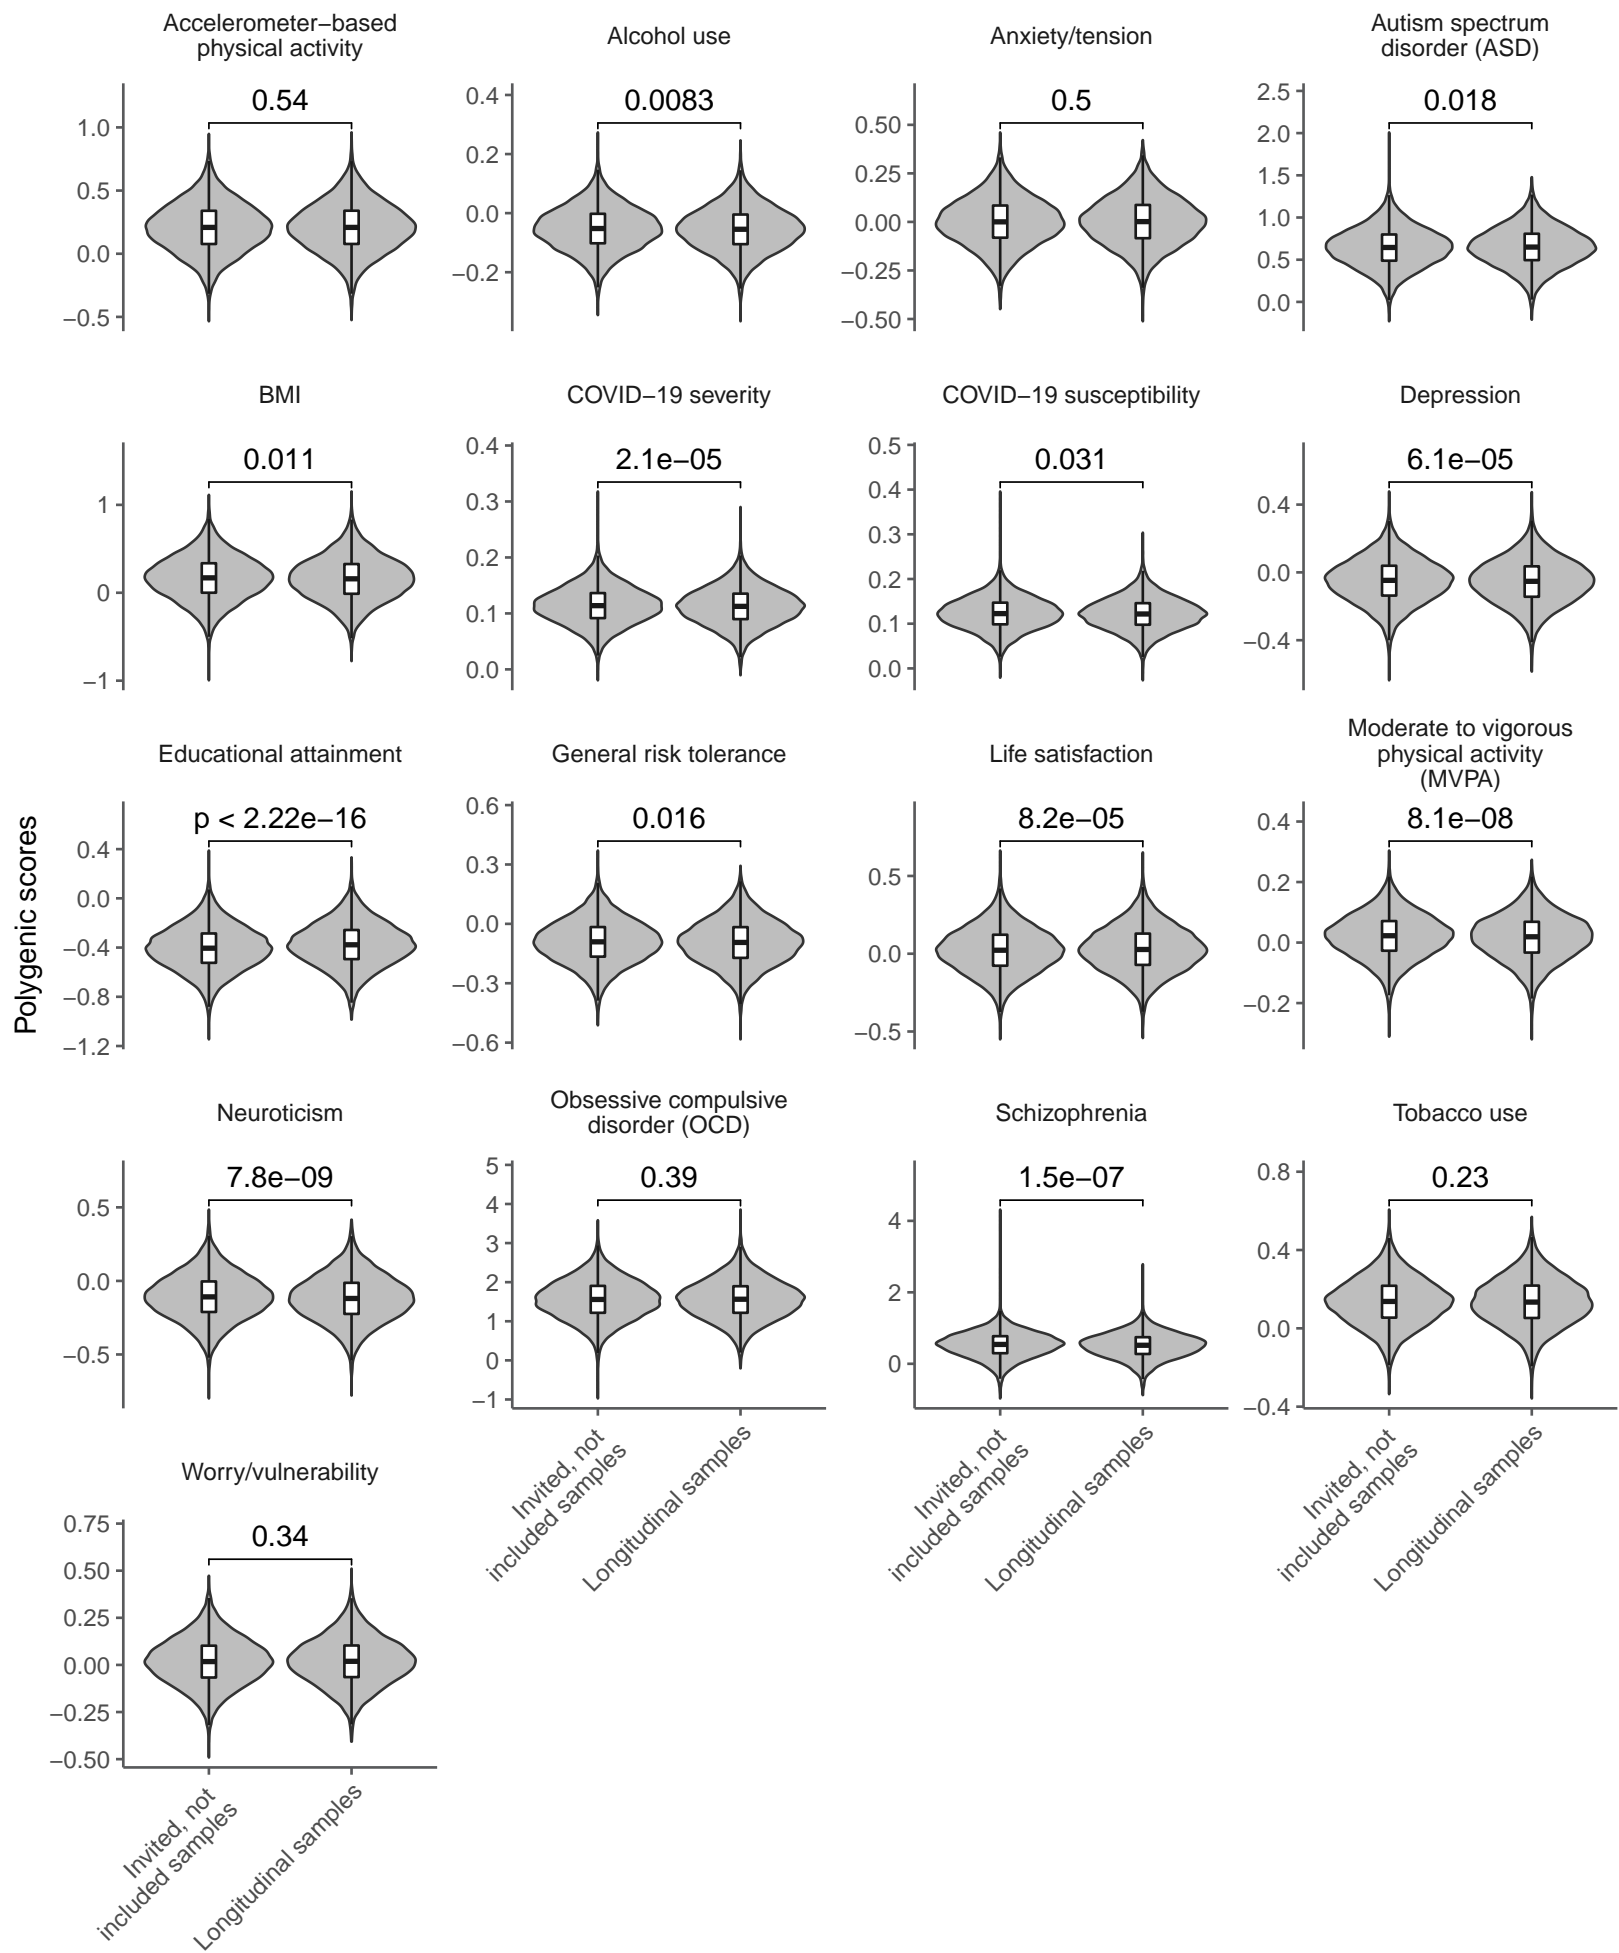 Accelerometer−based
physical activity
Alcohol use
Anxiety/tension
Autism spectrum
disorder (ASD)
0.54
0.0083
0.5
0.018
1.0
0.5
0.0
−0.5
0.4
0.2
0.0
−0.2
0.50
0.25
0.00
−0.25
−0.50
2.5
2.0
1.5
1.0
0.5
0.0
BMI
COVID−19 severity
COVID−19 susceptibility
Depression
0.011
2.1e−05
0.031
6.1e−05
1
0
−1
0.4
0.3
0.2
0.1
0.0
0.5
0.4
0.3
0.2
0.1
0.0
0.4
0.0
−0.4
Educational attainment
General risk tolerance
Life satisfaction
Moderate to vigorous
physical activity
(MVPA)
p < 2.22e−16
0.016
8.2e−05
8.1e−08
Polygenic scores
0.4
0.0
−0.4
−0.8
−1.2
0.6
0.3
0.0
−0.3
−0.6
0.5
0.0
−0.5
0.4
0.2
0.0
−0.2
Neuroticism
Obsessive compulsive
disorder (OCD)
Schizophrenia
Tobacco use
7.8e−09
0.39
1.5e−07
0.23
0.5
0.0
−0.5
5
4
3
2
1
0
−1
4
2
0
0.8
0.4
0.0
−0.4
Invited, not
included samples
Longitudinal samples
Invited, not
included samples
Longitudinal samples
Invited, not
included samples
Longitudinal samples
Worry/vulnerability
0.34
0.75
0.50
0.25
0.00
−0.25
−0.50
Invited, not
included samples
Longitudinal samples